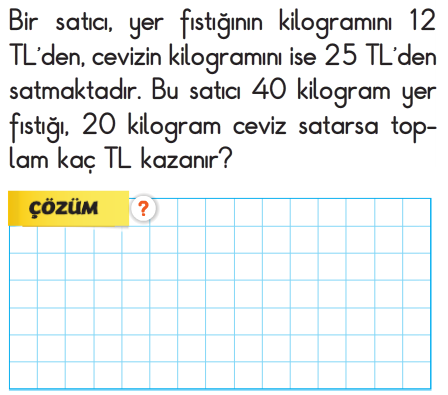 Bir satıcı, yer fıstığının kilogramını 12
TL'den, cevizin kilogramını ise 25 TL'den
satmaktadır. Bu satıcı 40 kilogram yer
fıstığı, 20 kilogram ceviz satarsa top-
lam kaç TL kazanır?
ÇÖZÜM ?